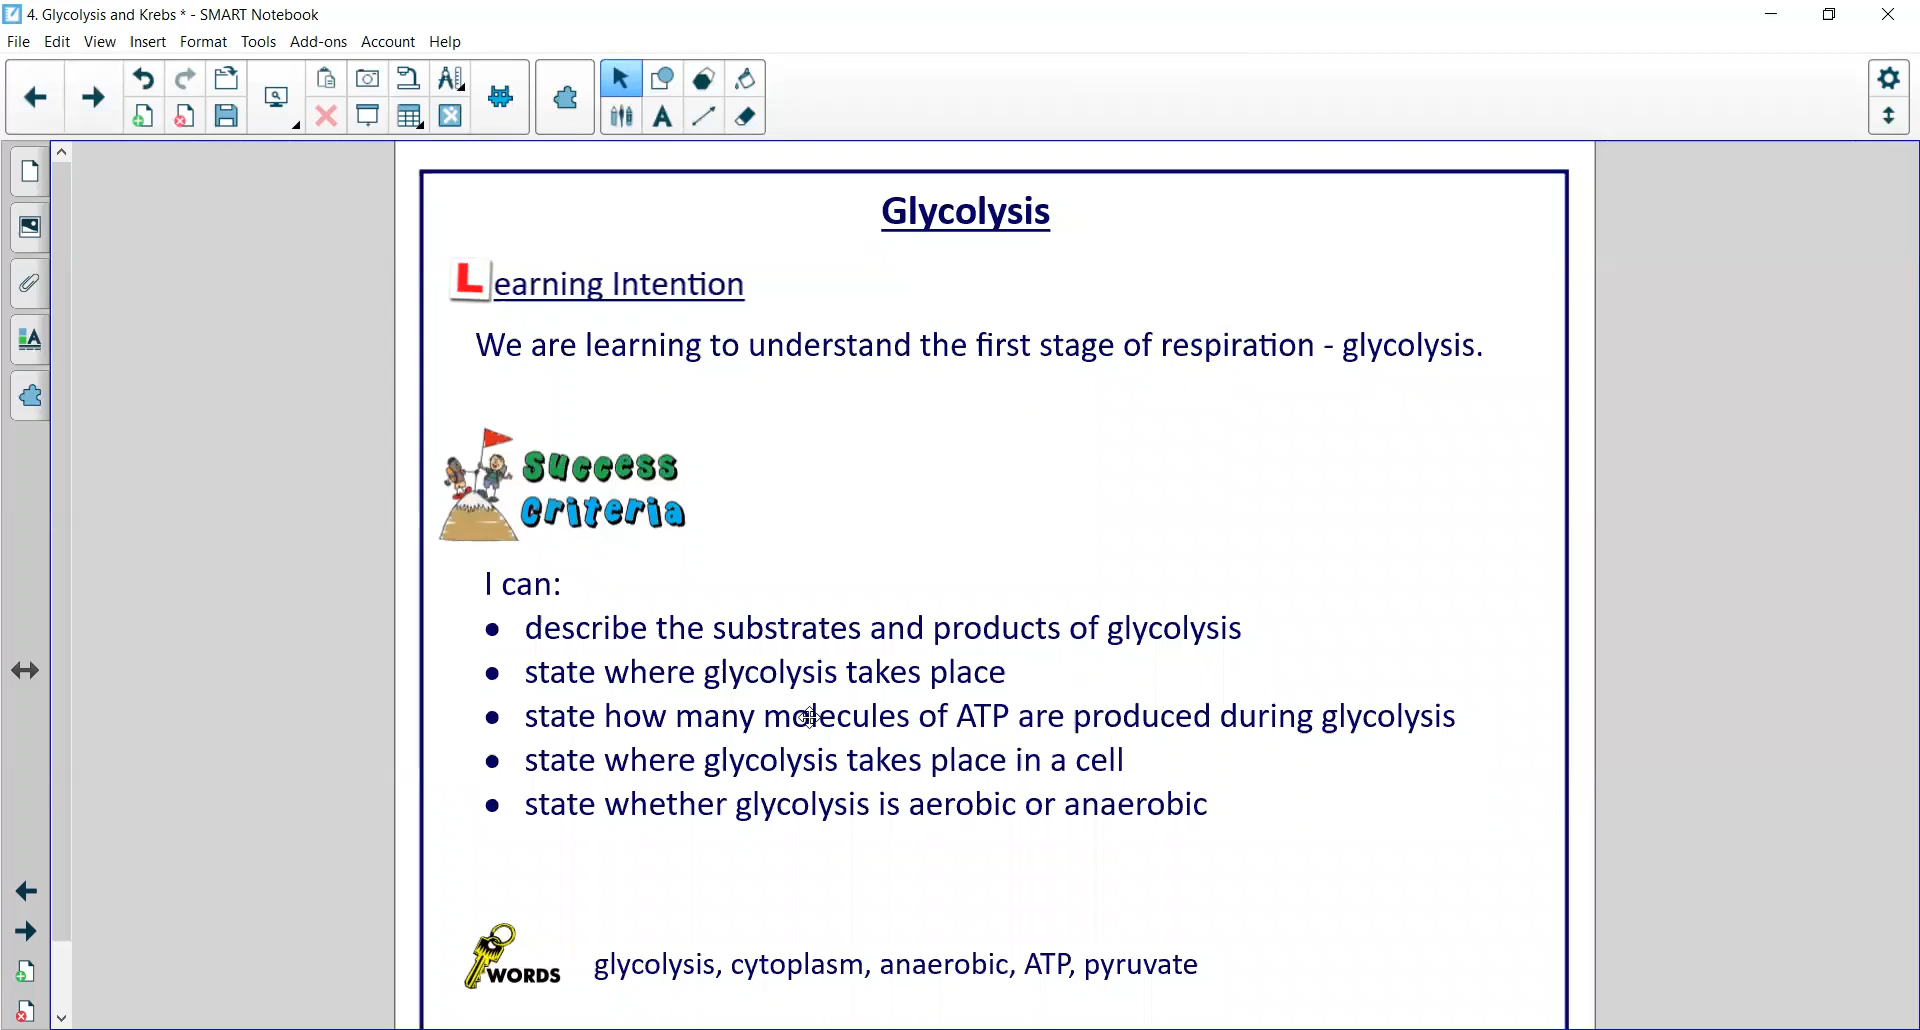 4. Glycolysis and Krebs * - SMART Notebook
File Edit View Insert Format Tools Add-ons Account Help
Glycolysis
Learning Intention
We are learning to understand the first stage of respiration - glycolysis.
Success
Criteria
I can:
• describe the substrates and products of glycolysis
• state where glycolysis takes place
• state how many molecules of ATP are produced during glycolysis
• state where glycolysis takes place in a cell
• state whether glycolysis is aerobic or anaerobic
WORDS glycolysis, cytoplasm, anaerobic, ATP, pyruvate